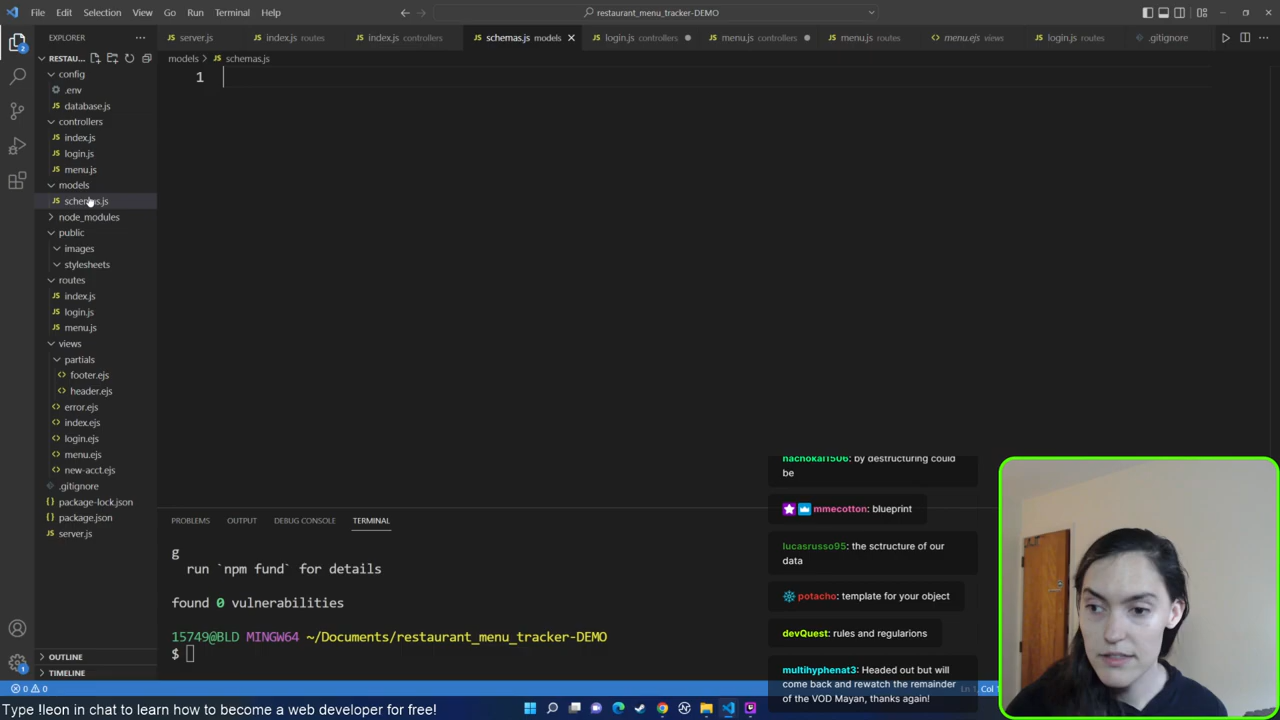 File Edit Selection View Go Run Terminal Help
restaurant_menu_tracker-DEMO
EXPLORER
server.js
index.js routes
index.js controllers
schemas.js models
login.js controllers
menu.js controllers
menu.js routes
menu.ejs views
login.js routes
.gitignore
RESTAU...
models > schemas.js
1
config
.env
database.js
controllers
index.js
login.js
menu.js
models
schemas.js
node_modules
public
images
stylesheets
routes
index.js
login.js
menu.js
views
partials
footer.ejs
header.ejs
error.ejs
index.ejs
login.ejs
menu.ejs
new-acct.ejs
.gitignore
package-lock.json
package.json
server.js
OUTLINE
TIMELINE
PROBLEMS OUTPUT DEBUG CONSOLE TERMINAL
g
run `npm fund` for details
found 0 vulnerabilities
15749@BLD MINGW64 ~/Documents/restaurant_menu_tracker-DEMO
$
nachokai1506: by destructuring could
be
mmecotton: blueprint
lucasrusso95: the sctructure of our
data
potacho: template for your object
devQuest: rules and regularions
multihyphenat3: Headed out but will
come back and rewatch the remainder
of the VOD Mayan, thanks again!
0 0
Ln 1, Col 1
Type !leon in chat to learn how to become a web developer for free!